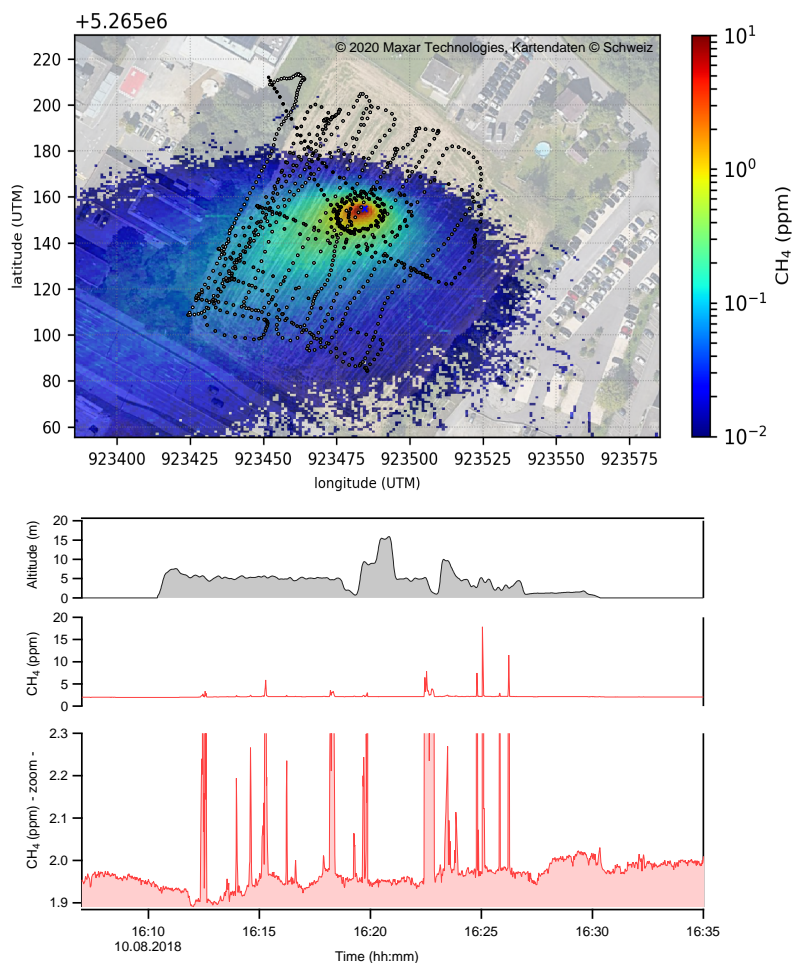 +5.265e6
© 2020 Maxar Technologies, Kartendaten © Schweiz
220
200
180
160
140
120
100
80
60
latitude (UTM)
923400 923425 923450 923475 923500 923525 923550 923575
longitude (UTM)
10¹
10⁰
10⁻¹
10⁻²
CH₄ (ppm)
20
15
10
5
0
Altitude (m)
20
15
10
5
0
CH₄ (ppm)
2.3
2.2
2.1
2.0
1.9
CH₄ (ppm) - zoom -
16:10 16:15 16:20 16:25 16:30 16:35
10.08.2018
Time (hh:mm)